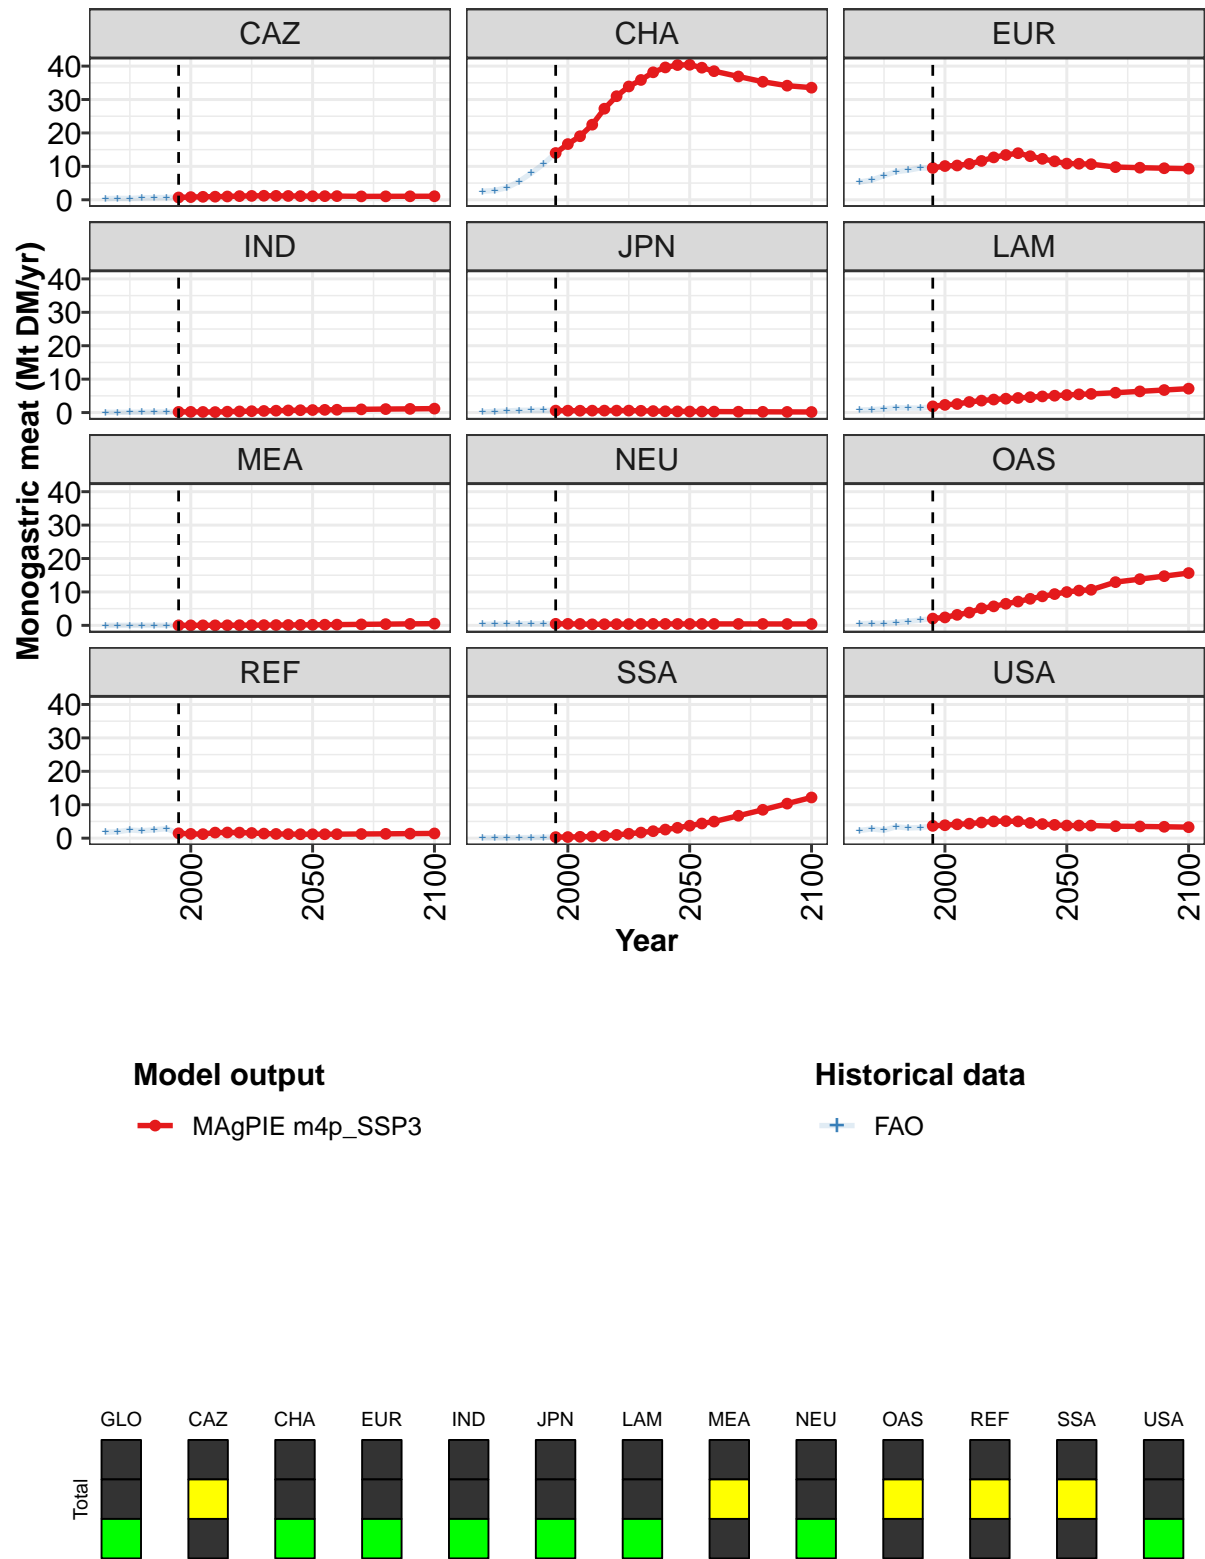 CAZ CHA EUR
40
30
20
10
0
IND JPN LAM
40
30
20
10
0
MEA NEU OAS
40
30
20
10
0
REF SSA USA
40
30
20
10
0
Monogastric meat (Mt DM/yr)
2000 2050 2100 2000 2050 2100 2000 2050 2100
Year
Model output Historical data
MAgPIE m4p_SSP3 FAO
GLO CAZ CHA EUR IND JPN LAM MEA NEU OAS REF SSA USA
Total